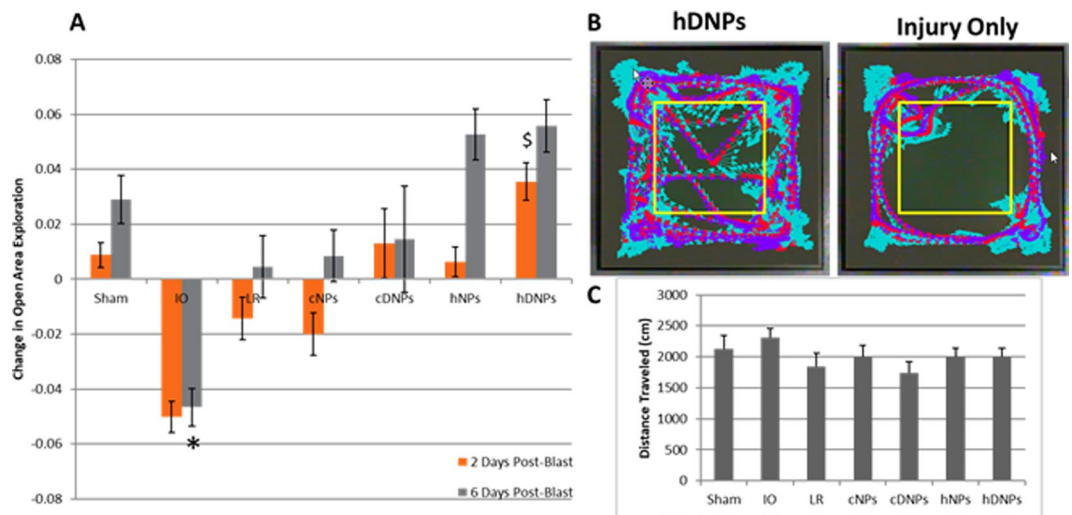 A
0.08
0.06
0.04
0.02
0
-0.02
-0.04
-0.06
-0.08
Change in Open Area Exploration
Sham
IO
LR
cNPs
cDNPs
hNPs
hDNPs
$
*
2 Days Post-Blast
6 Days Post-Blast
B
hDNPs
Injury Only
C
3000
2500
2000
1500
1000
500
0
Distance Traveled (cm)
Sham
IO
LR
cNPs
cDNPs
hNPs
hDNPs